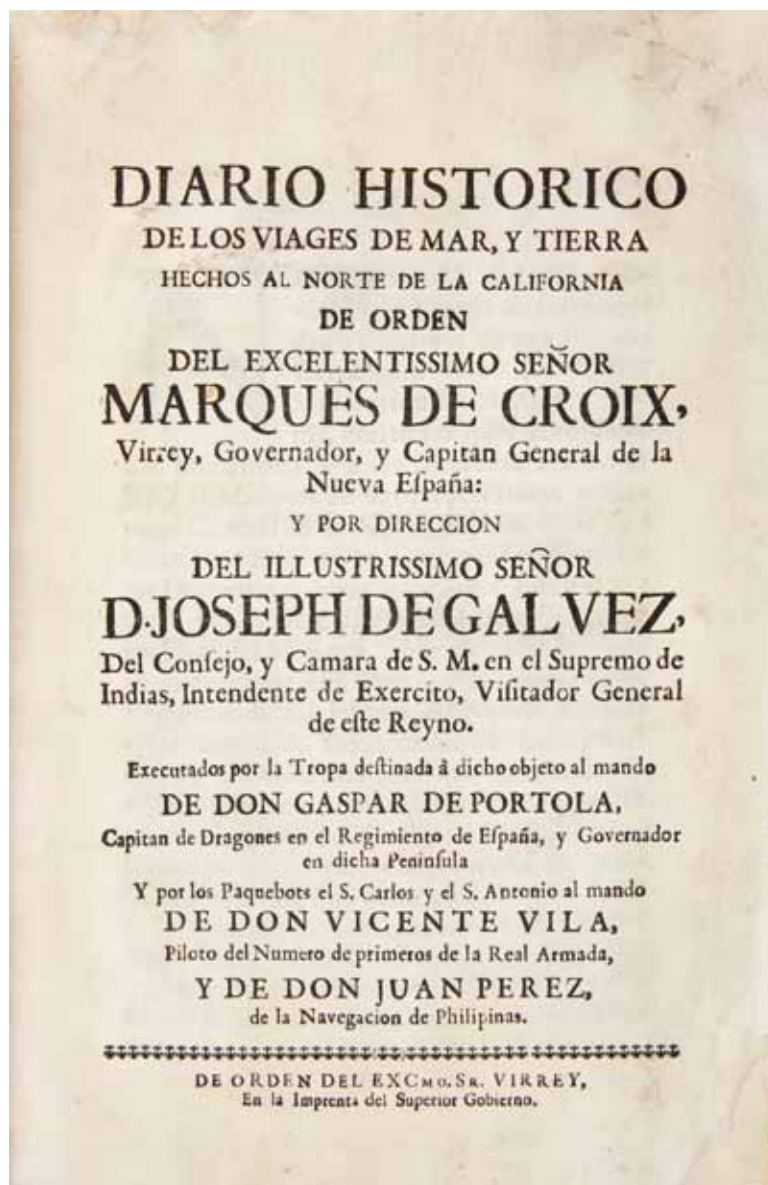 DIARIO HISTORICO
DE LOS VIAGES DE MAR, Y TIERRA
HECHOS AL NORTE DE LA CALIFORNIA
DE ORDEN
DEL EXCELENTISSIMO SEÑOR
MARQUES DE CROIX,
Virrey, Governador, y Capitan General de la
Nueva Eſpaña:
Y POR DIRECCION
DEL ILLUSTRISSIMO SEÑOR
D. JOSEPH DE GALVEZ,
Del Conſejo, y Camara de S. M. en el Supremo de
Indias, Intendente de Exercito, Viſitador General
de eſte Reyno.
Executados por la Tropa deſtinada â dicho objeto al mando
DE DON GASPAR DE PORTOLA,
Capitan de Dragones en el Regimiento de Eſpaña, y Governador
en dicha Peninſula
Y por los Paquebots el S. Carlos y el S. Antonio al mando
DE DON VICENTE VILA,
Piloto del Numero de primeros de la Real Armada,
Y DE DON JUAN PEREZ,
de la Navegacion de Philipinas.
DE ORDEN DEL EXCMO. SR. VIRREY,
En la Imprenta del Superior Gobierno.